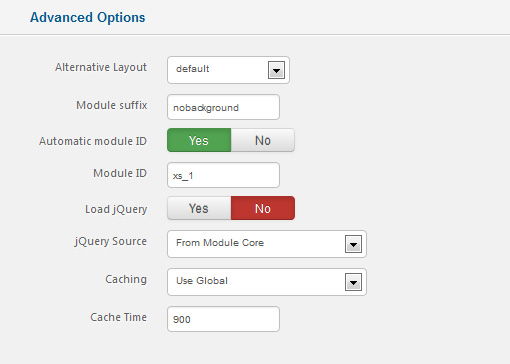 Advanced Options
Alternative Layout default
Module suffix nobackground
Automatic module ID Yes No
Module ID xs_1
Load jQuery Yes No
jQuery Source From Module Core
Caching Use Global
Cache Time 900